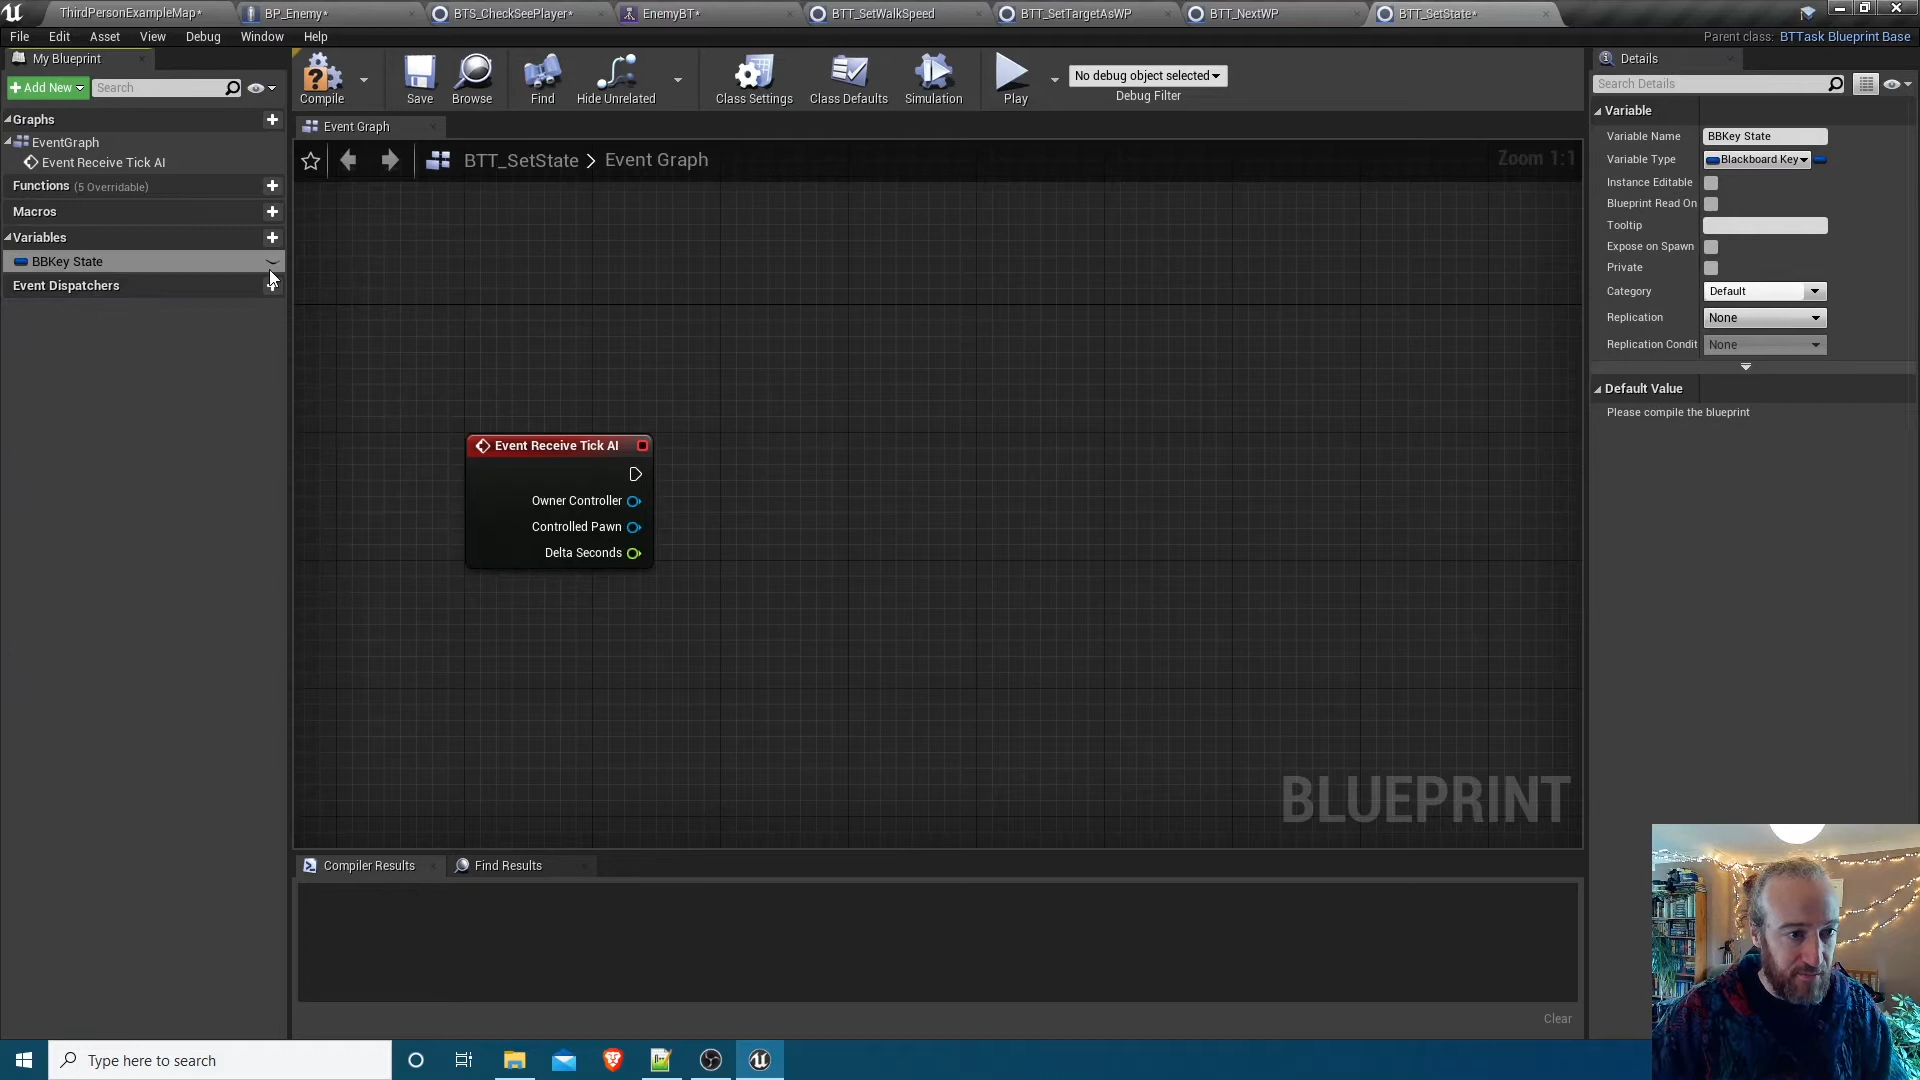 ThirdPersonExampleMap*
BP_Enemy*
BTS_CheckSeePlayer*
EnemyBT*
BTT_SetWalkSpeed
BTT_SetTargetAsWP
BTT_NextWP
BTT_SetState*
File
Edit
Asset
View
Debug
Window
Help
Parent class: BTTask Blueprint Base
My Blueprint
Add New
Search
Graphs
EventGraph
Event Receive Tick AI
Functions (5 Overridable)
Macros
Variables
BBKey State
Event Dispatchers
Compile
Save
Browse
Find
Hide Unrelated
Class Settings
Class Defaults
Simulation
Play
No debug object selected
Debug Filter
Event Graph
BTT_SetState > Event Graph
Zoom 1:1
Event Receive Tick AI
Owner Controller
Controlled Pawn
Delta Seconds
BLUEPRINT
Compiler Results
Find Results
Clear
Details
Search Details
Variable
Variable Name
BBKey State
Variable Type
Blackboard Key
Instance Editable
Blueprint Read On
Tooltip
Expose on Spawn
Private
Category
Default
Replication
None
Replication Condit
None
Default Value
Please compile the blueprint
Type here to search